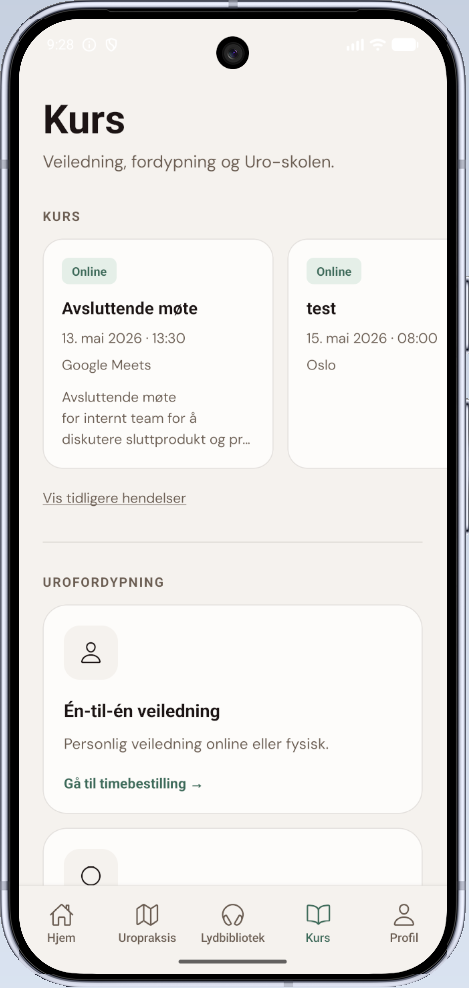 9:28
Kurs
Veiledning, fordypning og Uro-skolen.
KURS
Online
Avsluttende møte
13. mai 2026 · 13:30
Google Meets
Avsluttende møte
for internt team for å
diskutere sluttprodukt og pr...
Online
test
15. mai 2026 · 08:00
Oslo
Vis tidligere hendelser
UROFORDYPNING
Én-til-én veiledning
Personlig veiledning online eller fysisk.
Gå til timebestilling →
Hjem
Uropraksis
Lydbibliotek
Kurs
Profil